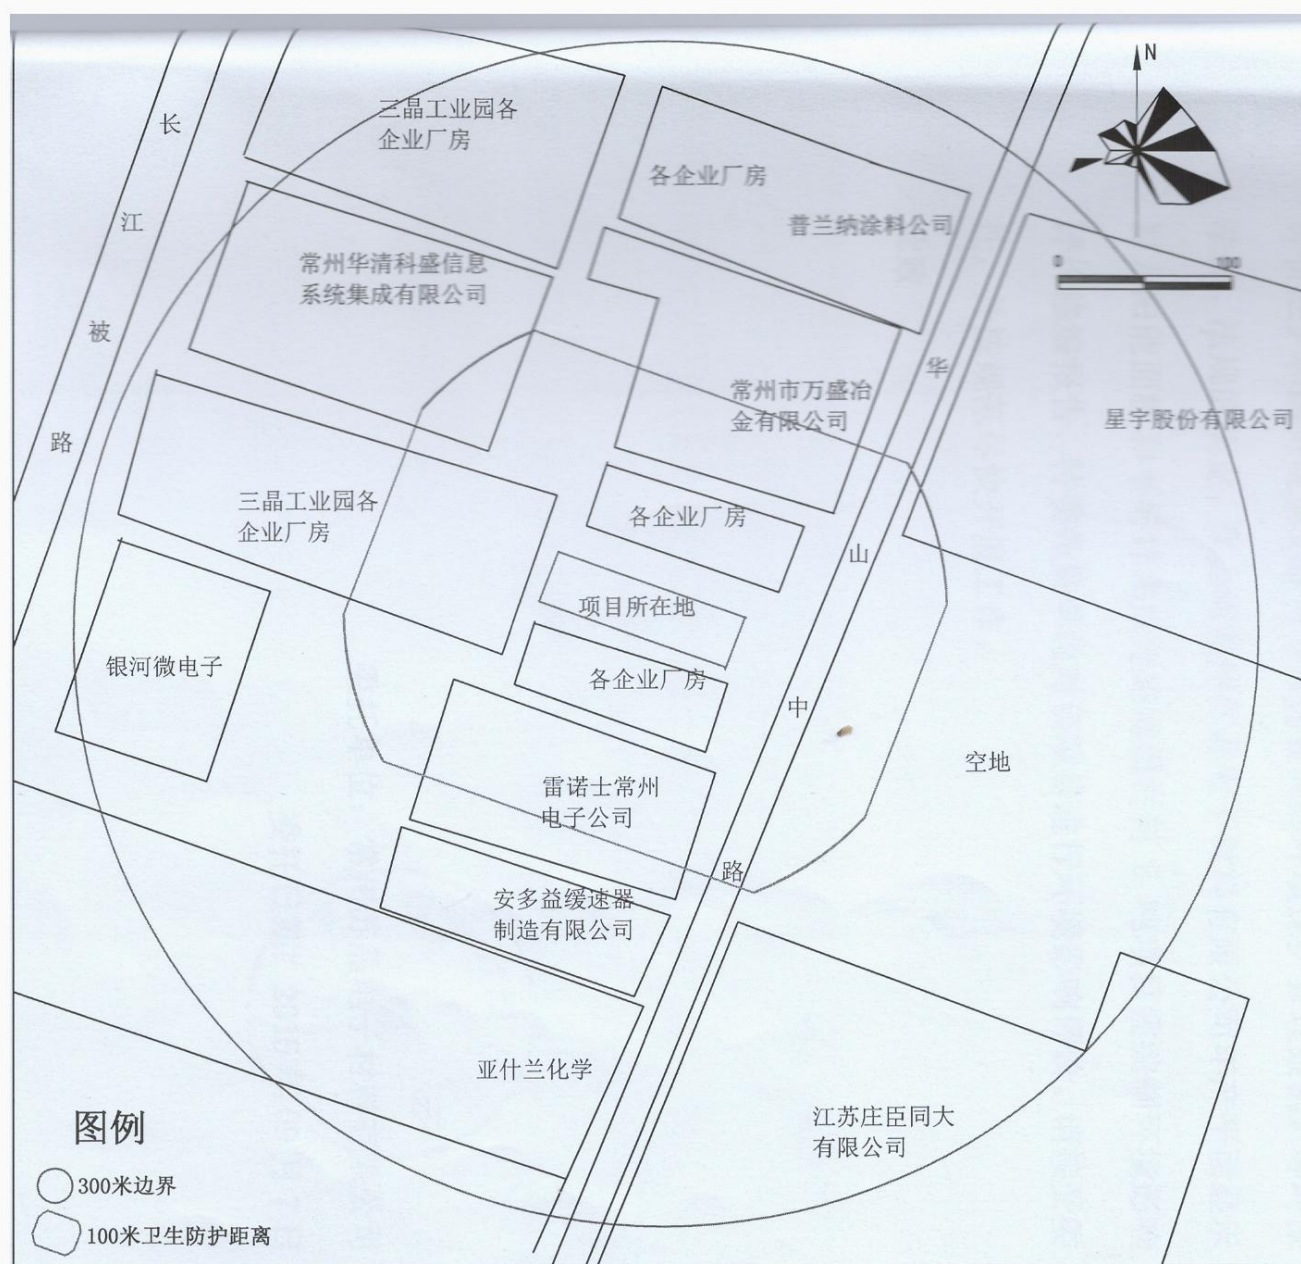 N
0 100
长
江
被
路
三晶工业园各
企业厂房
各企业厂房
普兰纳涂料公司
常州华清科盛信息
系统集成有限公司
华
山
中
路
常州市万盛冶
金有限公司
星宇股份有限公司
三晶工业园各
企业厂房
各企业厂房
项目所在地
银河微电子
各企业厂房
空地
雷诺士常州
电子公司
安多益缓速器
制造有限公司
亚什兰化学
江苏庄臣同大
有限公司
图例
300米边界
100米卫生防护距离